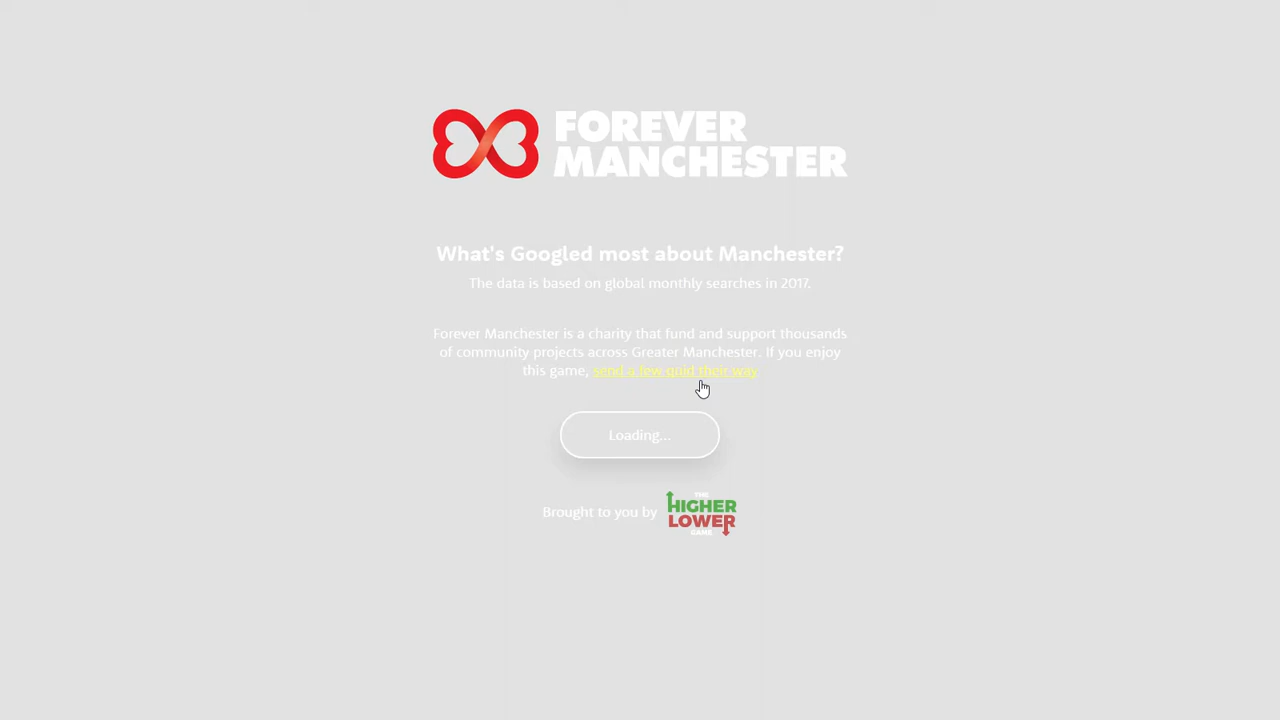 FOREVER
MANCHESTER
What's Googled most about Manchester?
The data is based on global monthly searches in 2017.
Forever Manchester is a charity that fund and support thousands
of community projects across Greater Manchester. If you enjoy
this game, send a few quid their way
Loading...
Brought to you by
THE
HIGHER
LOWER
GAME